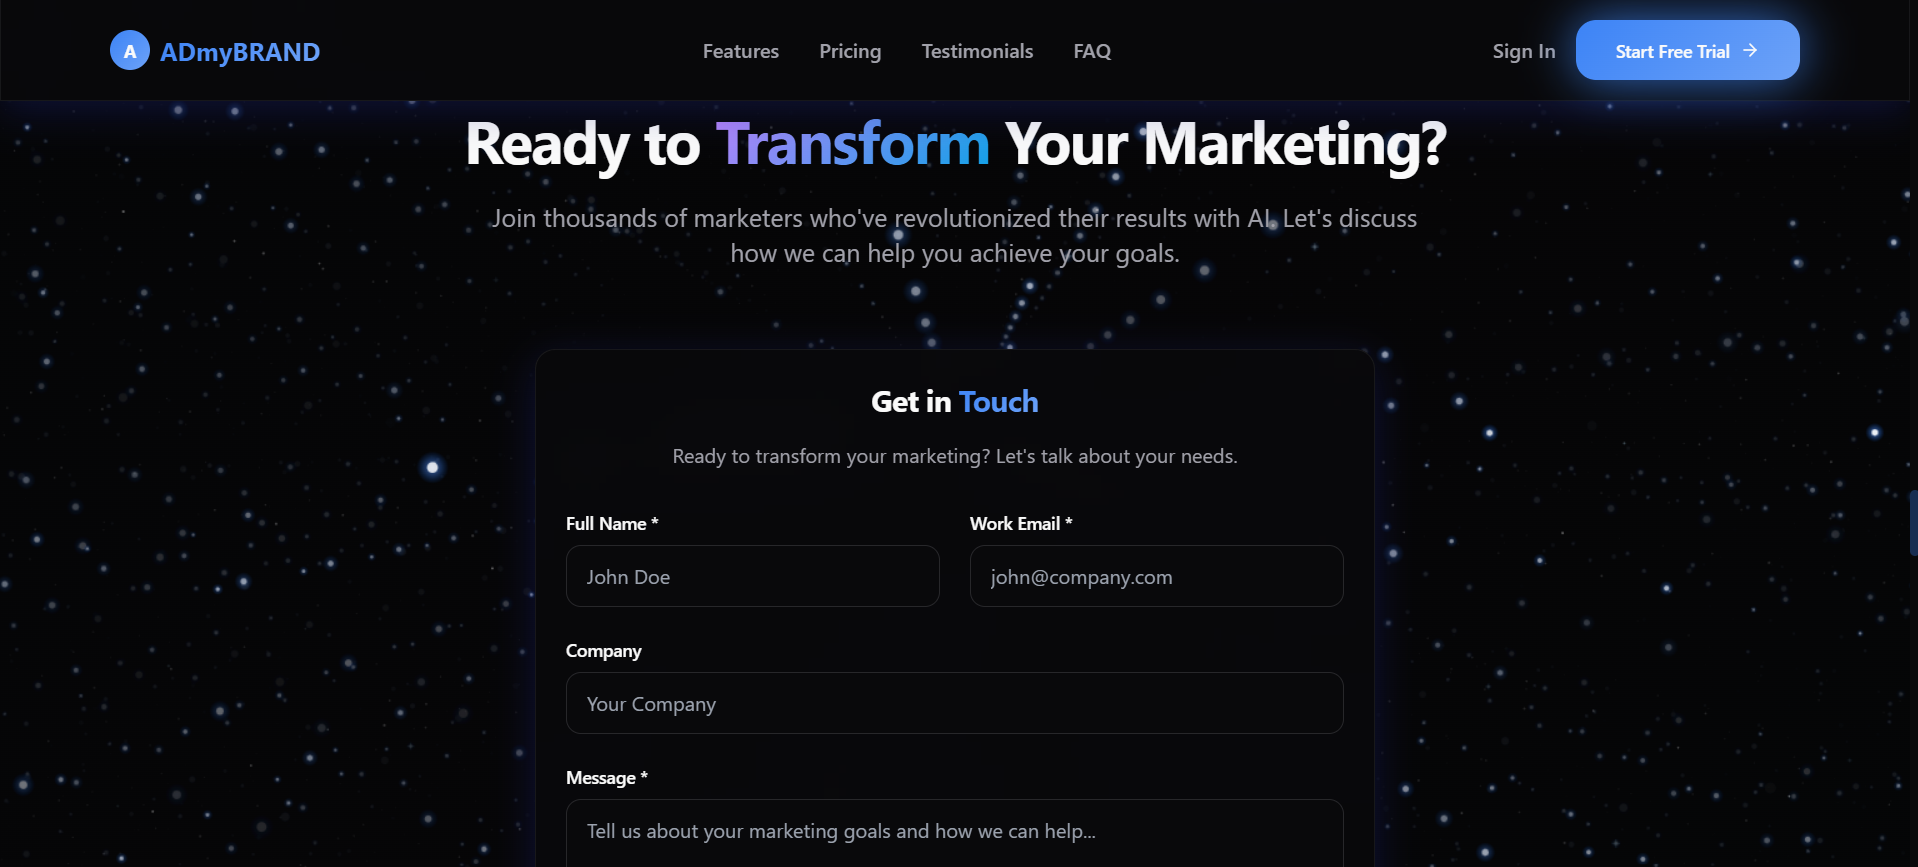 A ADmyBRAND
Features Pricing Testimonials FAQ
Sign In Start Free Trial →
Ready to Transform Your Marketing?
Join thousands of marketers who've revolutionized their results with AI. Let's discuss
how we can help you achieve your goals.
Get in Touch
Ready to transform your marketing? Let's talk about your needs.
Full Name *
John Doe
Work Email *
john@company.com
Company
Your Company
Message *
Tell us about your marketing goals and how we can help...